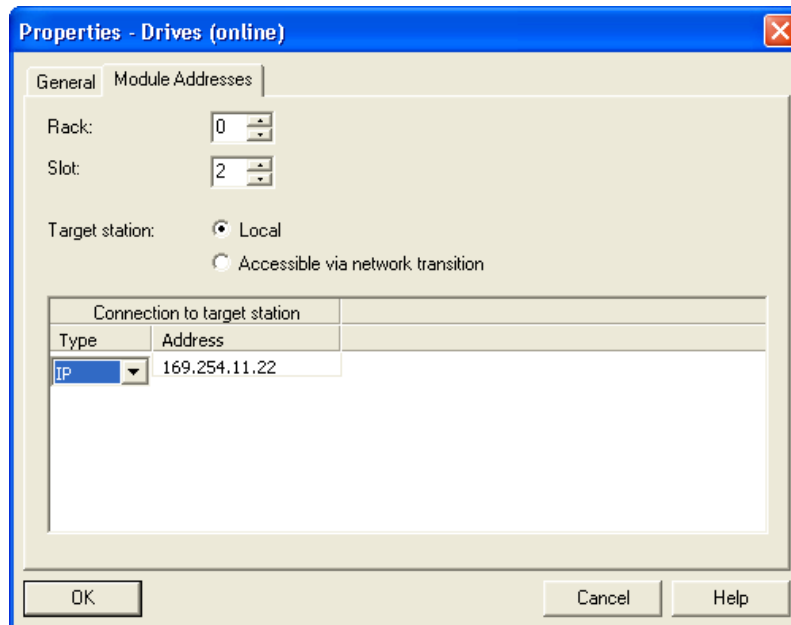 Properties - Drives (online)
General Module Addresses
Rack: 0
Slot: 2
Target station: Local
Accessible via network transition
Connection to target station
Type Address
IP 169.254.11.22
OK Cancel Help